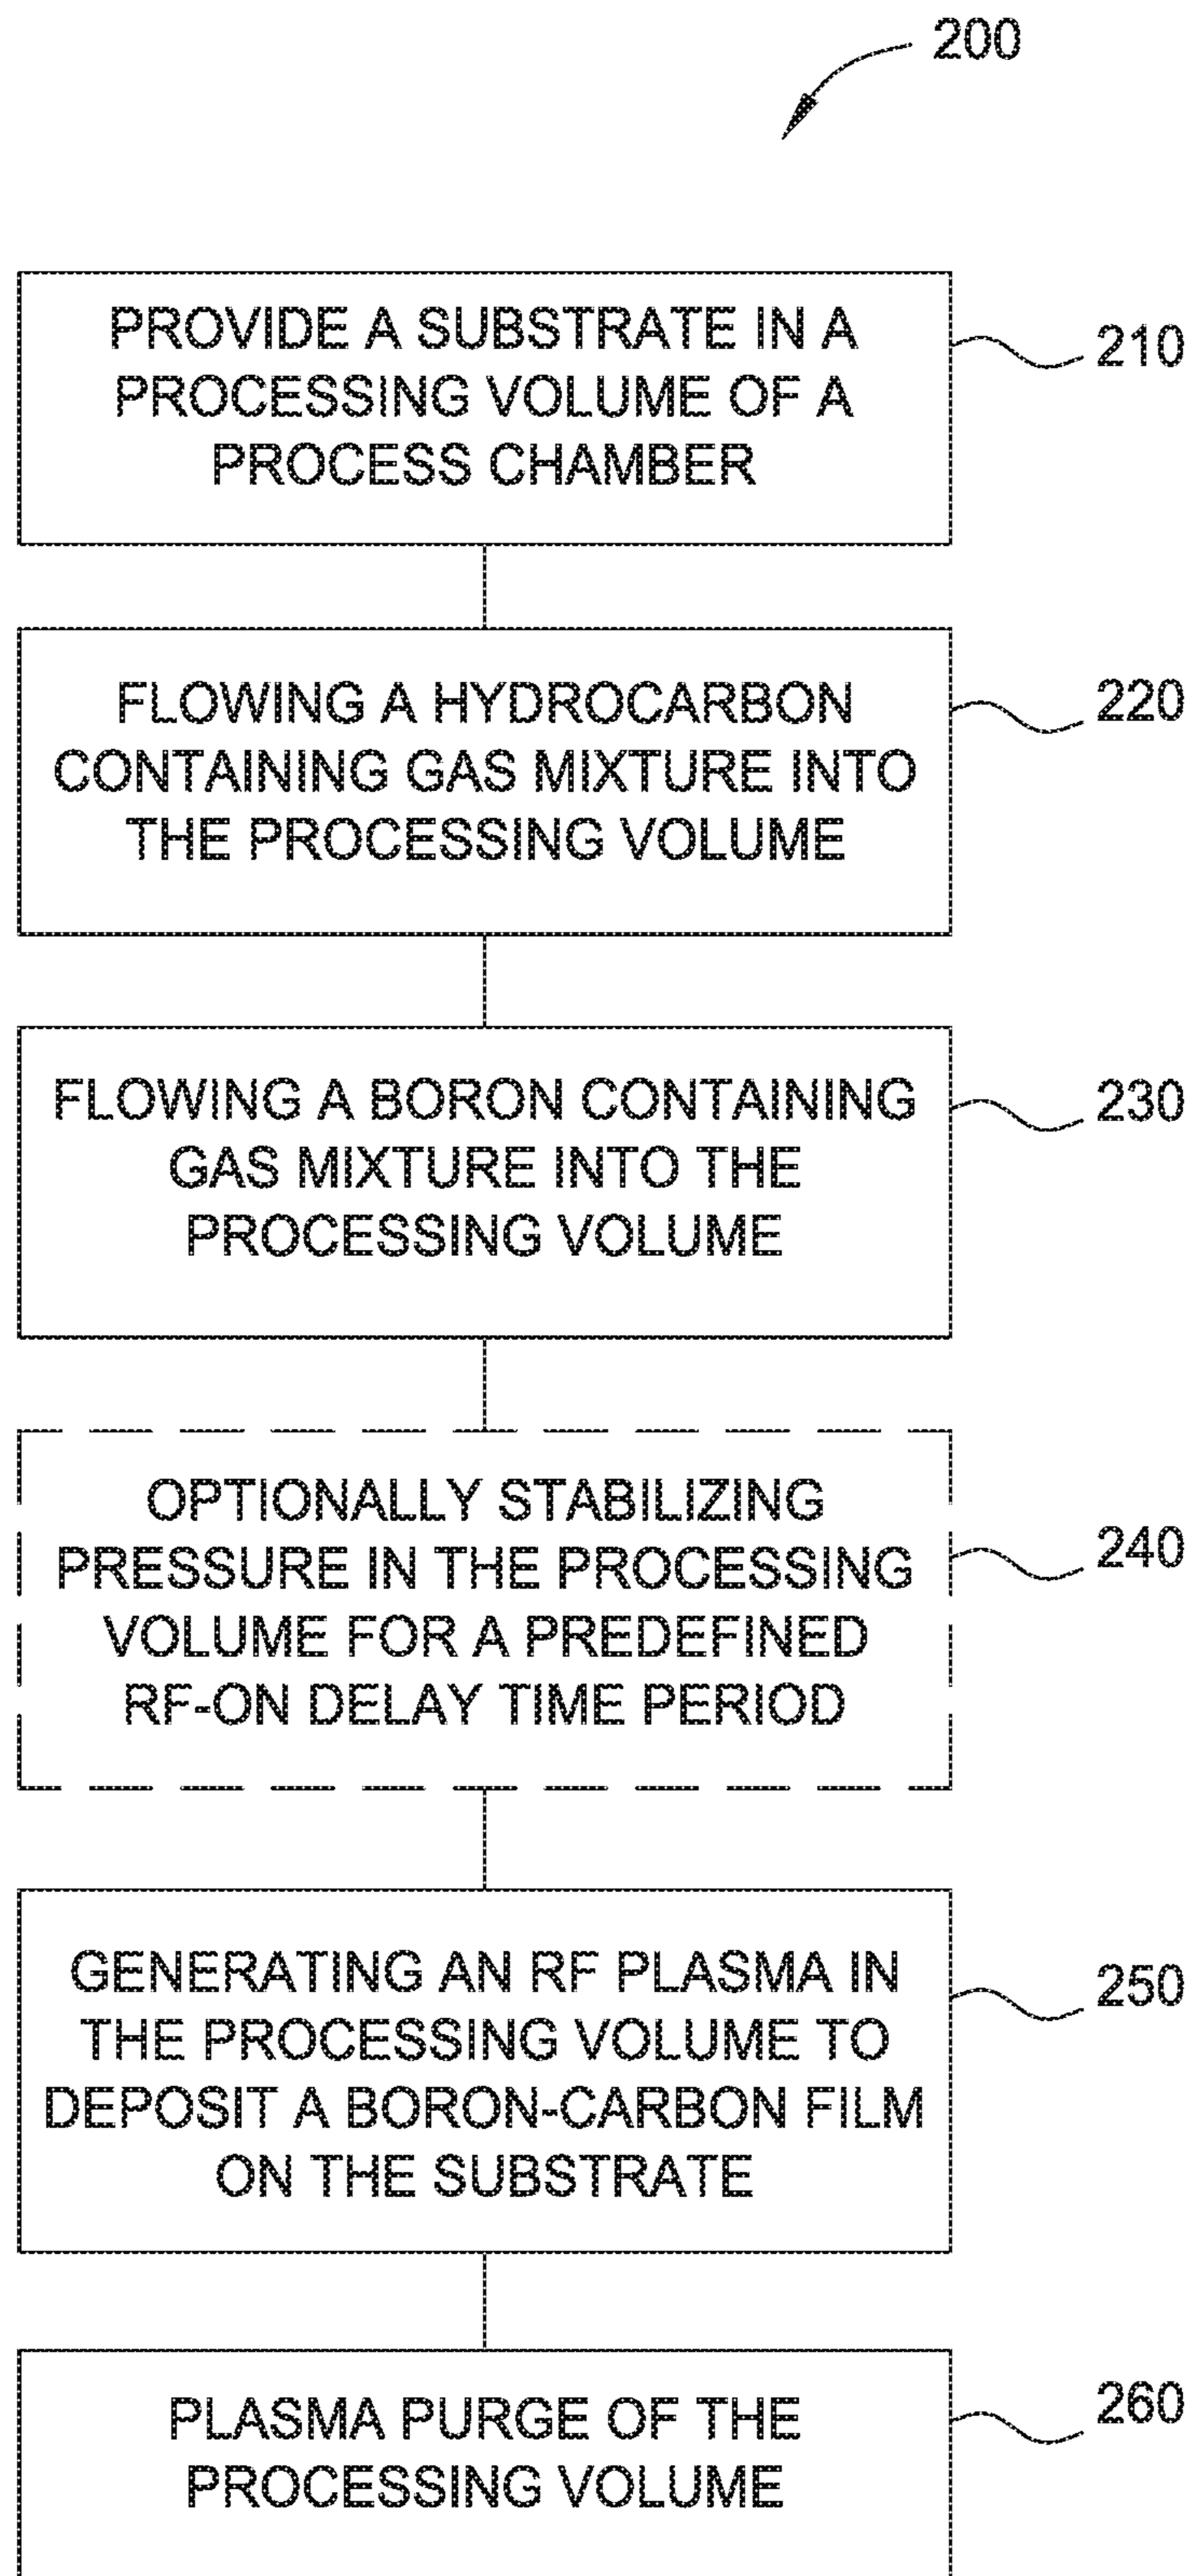 200
PROVIDE A SUBSTRATE IN A
PROCESSING VOLUME OF A
PROCESS CHAMBER
210
FLOWING A HYDROCARBON
CONTAINING GAS MIXTURE INTO
THE PROCESSING VOLUME
220
FLOWING A BORON CONTAINING
GAS MIXTURE INTO THE
PROCESSING VOLUME
230
OPTIONALLY STABILIZING
PRESSURE IN THE PROCESSING
VOLUME FOR A PREDEFINED
RF-ON DELAY TIME PERIOD
240
GENERATING AN RF PLASMA IN
THE PROCESSING VOLUME TO
DEPOSIT A BORON-CARBON FILM
ON THE SUBSTRATE
250
PLASMA PURGE OF THE
PROCESSING VOLUME
260